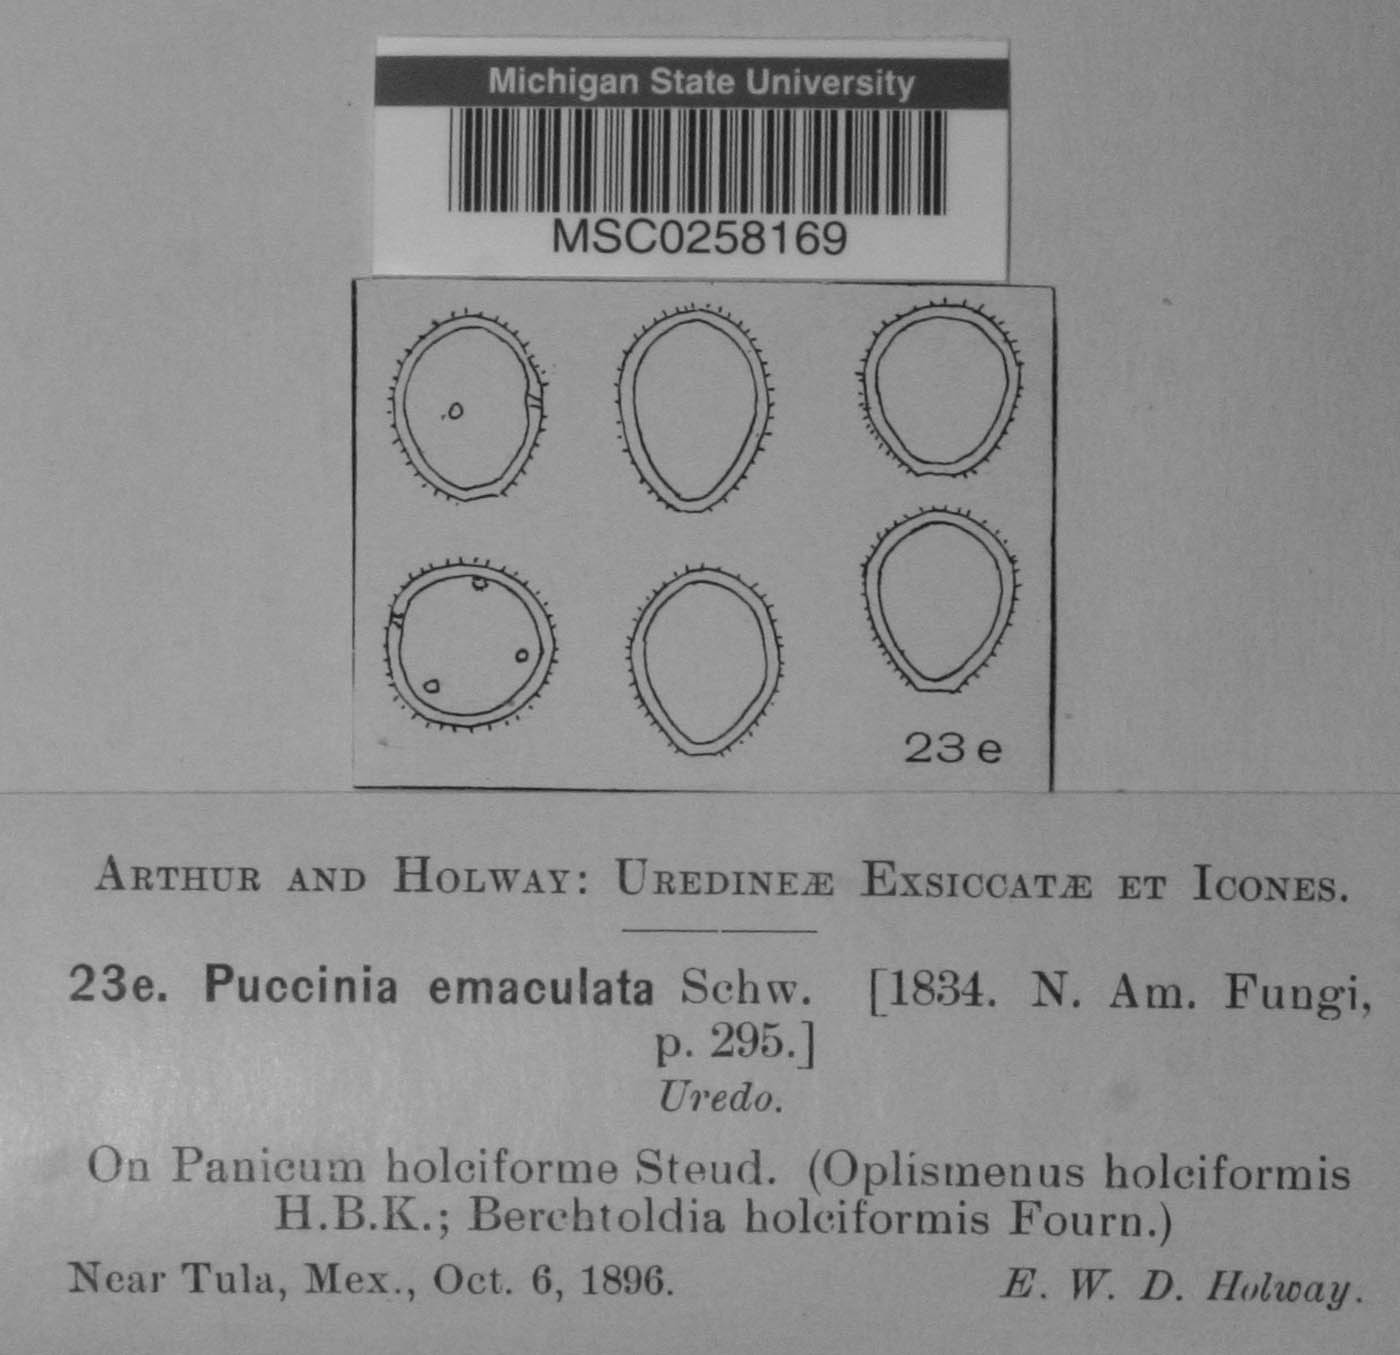 Michigan State University
MSC0258169
23 e
ARTHUR AND HOLWAY: UREDINEÆ EXSICCATÆ ET ICONES.
23e. Puccinia emaculata Schw. [1834. N. Am. Fungi,
p. 295.]
Uredo.
On Panicum holciforme Steud. (Oplismenus holciformis
H.B.K.; Berchtoldia holciformis Fourn.)
Near Tula, Mex., Oct. 6, 1896. E. W. D. Holway.